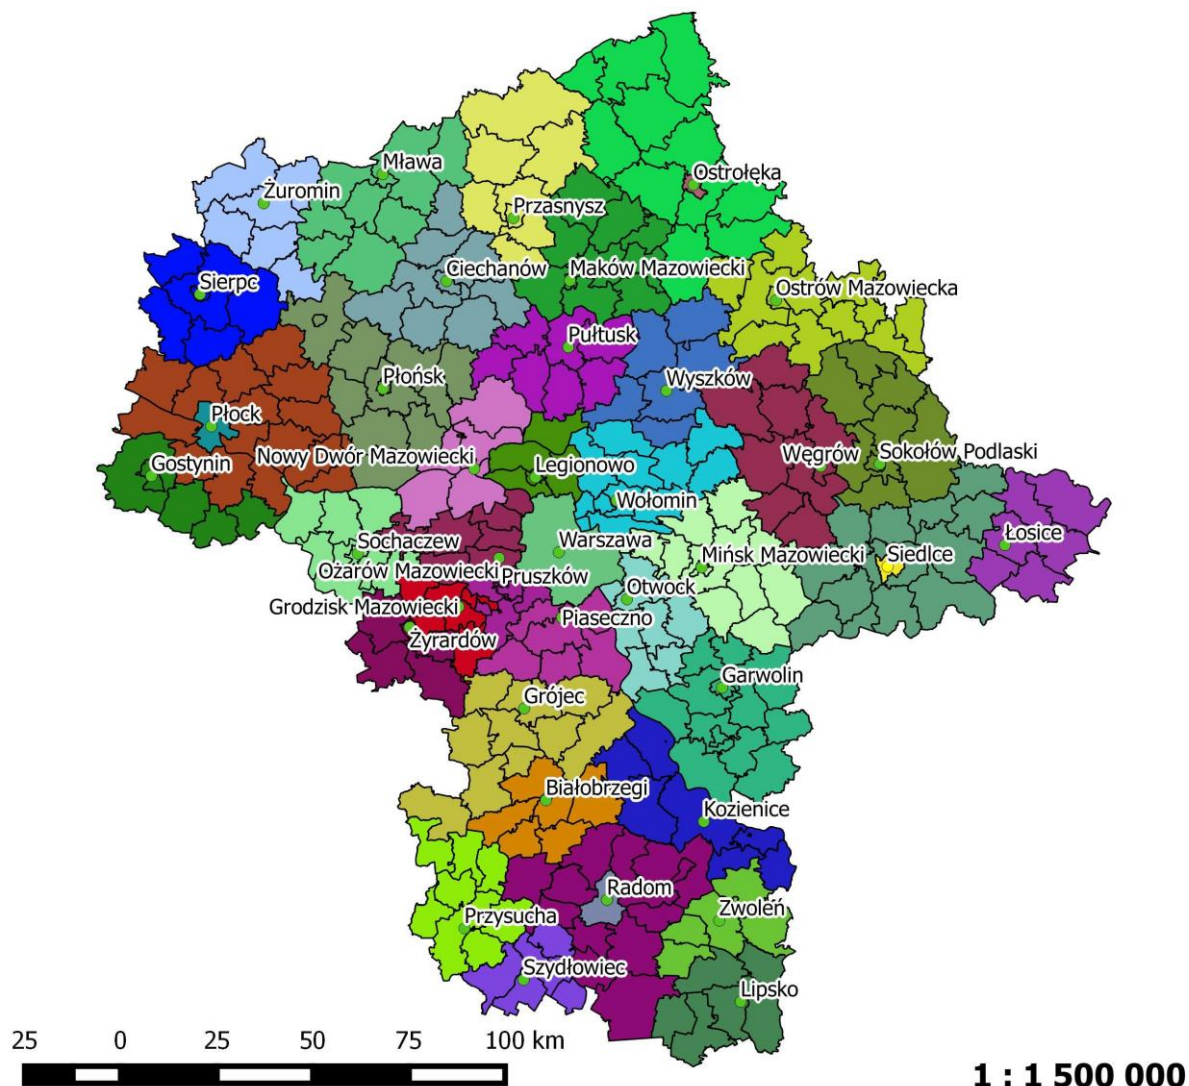 Mława
Ostrołęka
Żuromin
Przasnysz
Ciechanów
Maków Mazowiecki
Sierpc
Ostrów Mazowiecka
Pułtusk
Płońsk
Wyszków
Płock
Gostynin
Nowy Dwór Mazowiecki
Legionowo
Węgrów
Sokołów Podlaski
Wołomin
Sochaczew
Warszawa
Mińsk Mazowiecki
Siedlce
Łosice
Ożarów Mazowiecki
Pruszków
Otwock
Grodzisk Mazowiecki
Piaseczno
Żyrardów
Garwolin
Grójec
Białobrzegi
Kozienice
Radom
Zwoleń
Przysucha
Szydłowiec
Lipsko
25 0 25 50 75 100 km
1 : 1 500 000